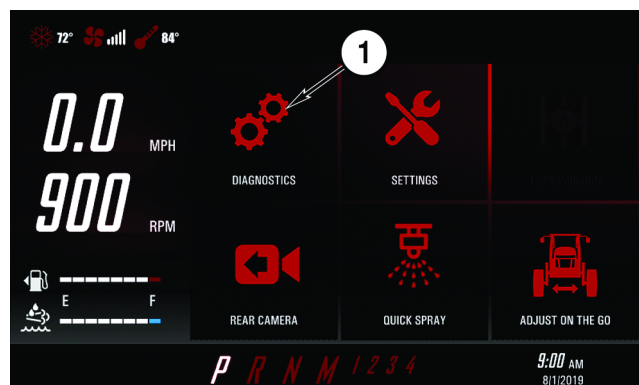 72° 84°
1
0.0 MPH
900 RPM
E F
DIAGNOSTICS
SETTINGS
REAR CAMERA
QUICK SPRAY
ADJUST ON THE GO
P R N M 1 2 3 4
9:00 AM
8/1/2019